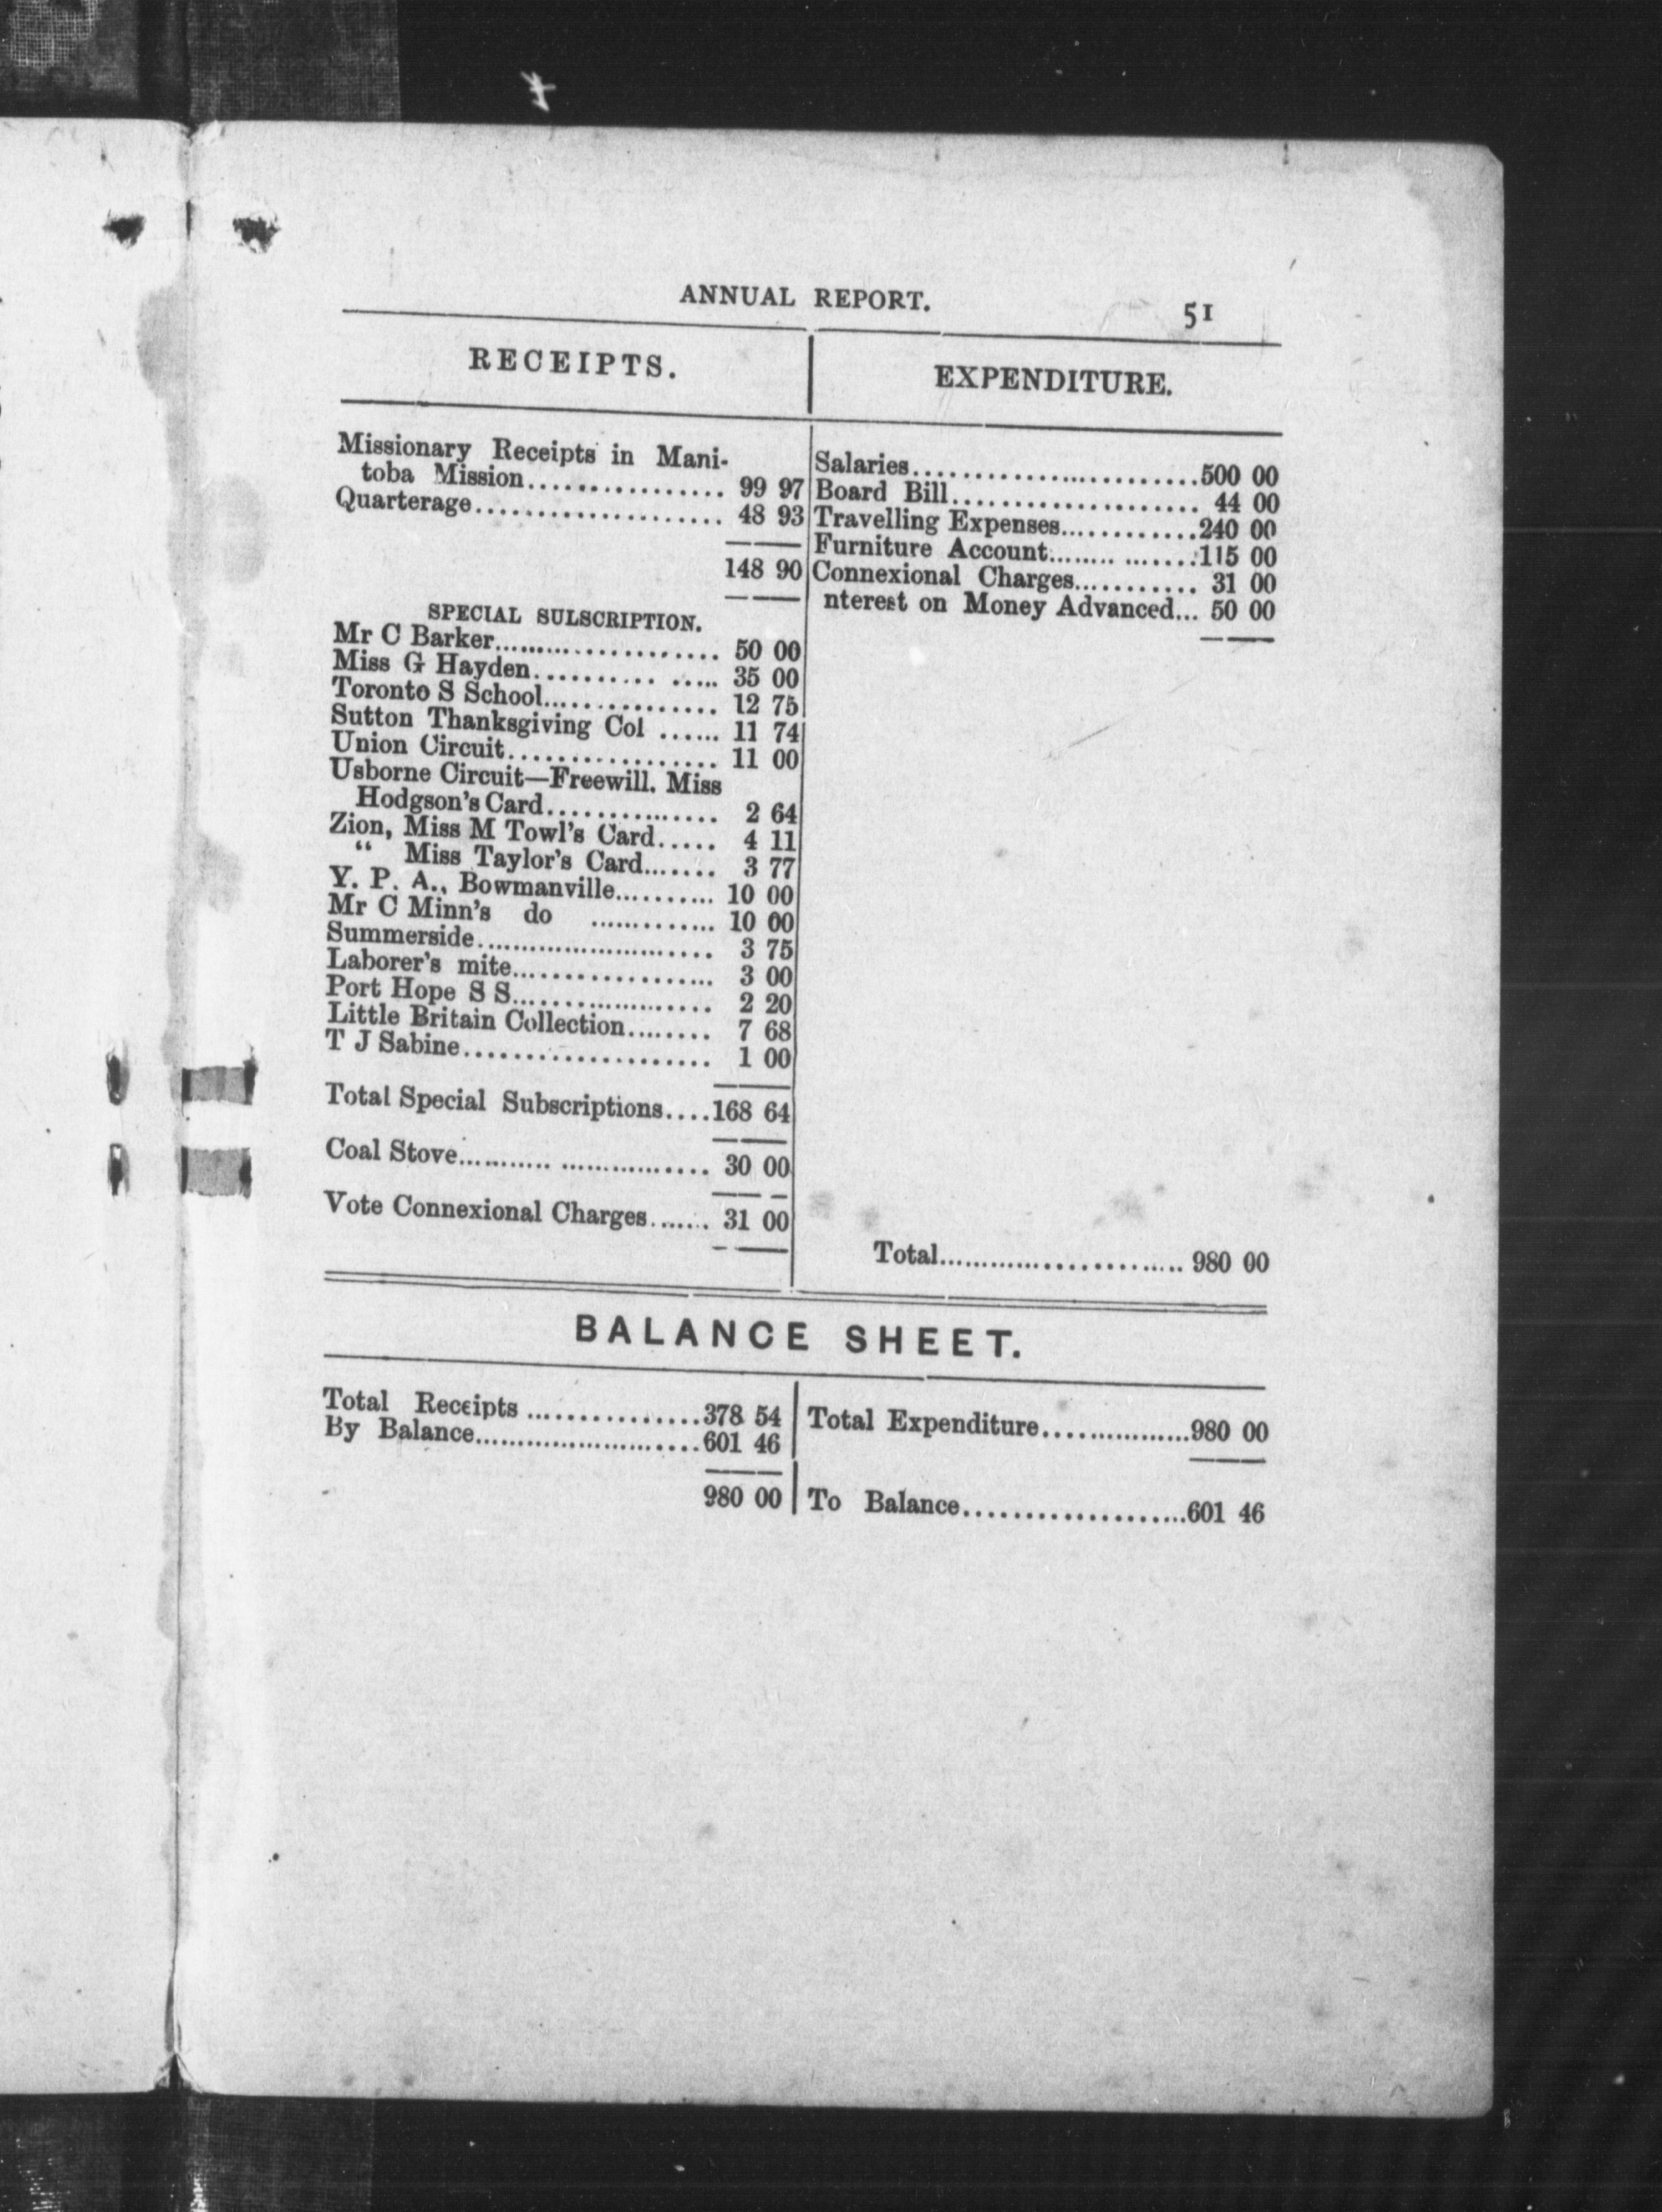 ANNUAL REPORT. 51
RECEIPTS.
Missionary Receipts in Mani-
toba Mission................ 99 97
Quarterage.................... 48 93
148 90
SPECIAL SULSCRIPTION.
Mr C Barker.................... 50 00
Miss G Hayden.......... ..... 35 00
Toronto S School............... 12 75
Sutton Thanksgiving Col ...... 11 74
Union Circuit.................. 11 00
Usborne Circuit—Freewill. Miss
Hodgson's Card.............. 2 64
Zion, Miss M Towl's Card..... 4 11
“ Miss Taylor's Card....... 3 77
Y. P. A., Bowmanville.......... 10 00
Mr C Minn's do ............. 10 00
Summerside........................ 3 75
Laborer's mite.................. 3 00
Port Hope S S.................... 2 20
Little Britain Collection........ 7 68
T J Sabine.................... 1 00
Total Special Subscriptions....168 64
Coal Stove........... ............... 30 00
Vote Connexional Charges....... 31 00
EXPENDITURE.
Salaries..........................500 00
Board Bill.................... 44 00
Travelling Expenses............240 00
Furniture Account........ .......115 00
Connexional Charges........... 31 00
nterest on Money Advanced... 50 00
Total........................... 980 00
BALANCE SHEET.
Total Receipts ................378 54
By Balance.........................601 46
980 00
Total Expenditure................980 00
To Balance...................601 46